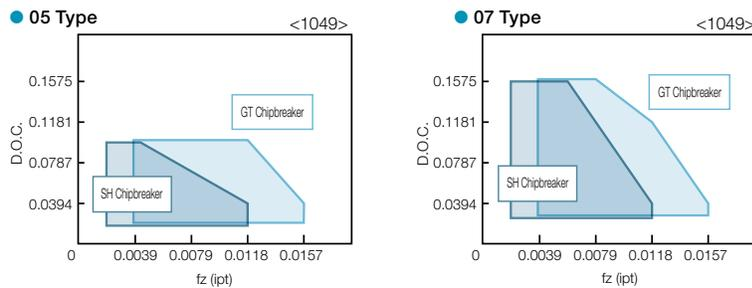 05 Type
<1049>
D.O.C.
0.1575
0.1181
0.0787
0.0394
GT Chipbreaker
SH Chipbreaker
0 0.0039 0.0079 0.0118 0.0157
fz (ipt)
07 Type
<1049>
D.O.C.
0.1575
0.1181
0.0787
0.0394
GT Chipbreaker
SH Chipbreaker
0 0.0039 0.0079 0.0118 0.0157
fz (ipt)